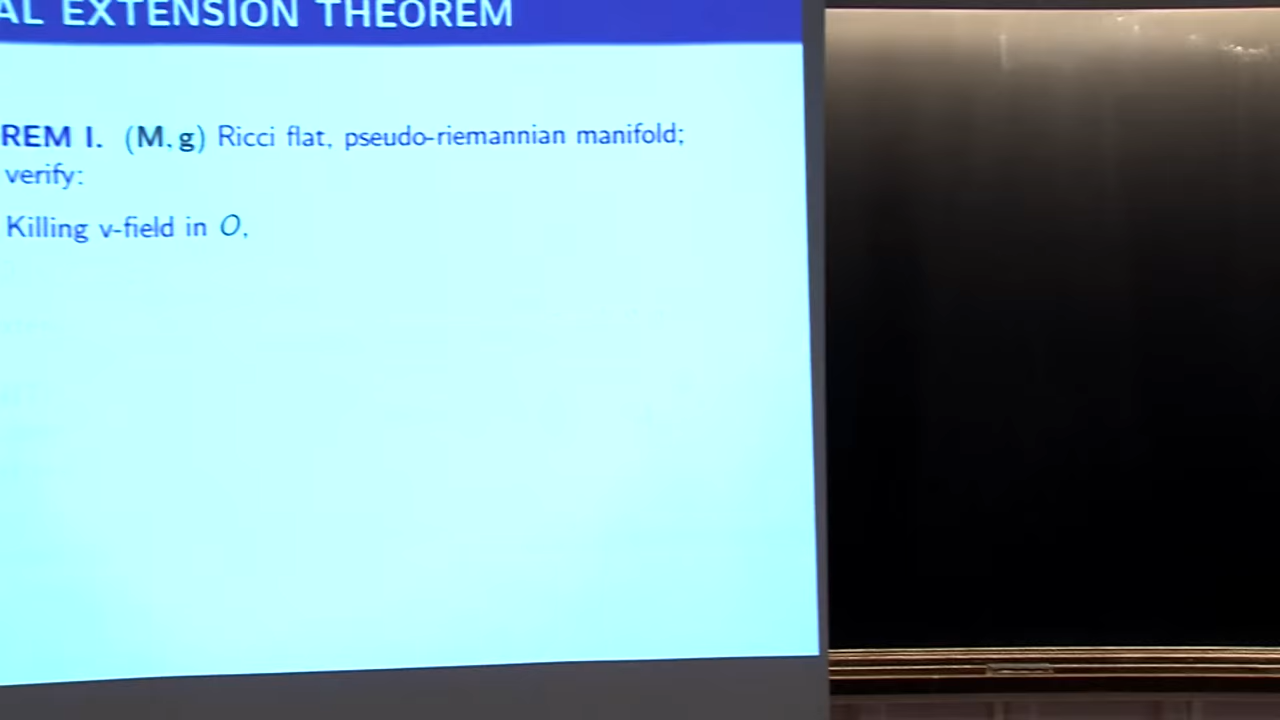 AL EXTENSION THEOREM
REM I. (M, g) Ricci flat, pseudo-riemannian manifold;
verify:
Killing v-field in O,